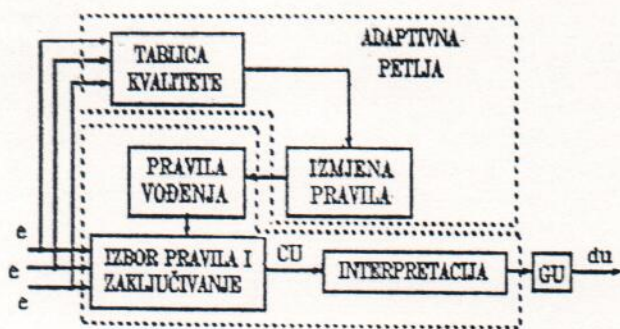 TABLICA
KVALITETE
ADAPTIVNA
PETLJA
PRAVILA
VOĐENJA
IZMJENA
PRAVILA
e
e
e
IZBOR PRAVILA I
ZAKLJUČIVANJE
CU
INTERPRETACIJA
GU
du